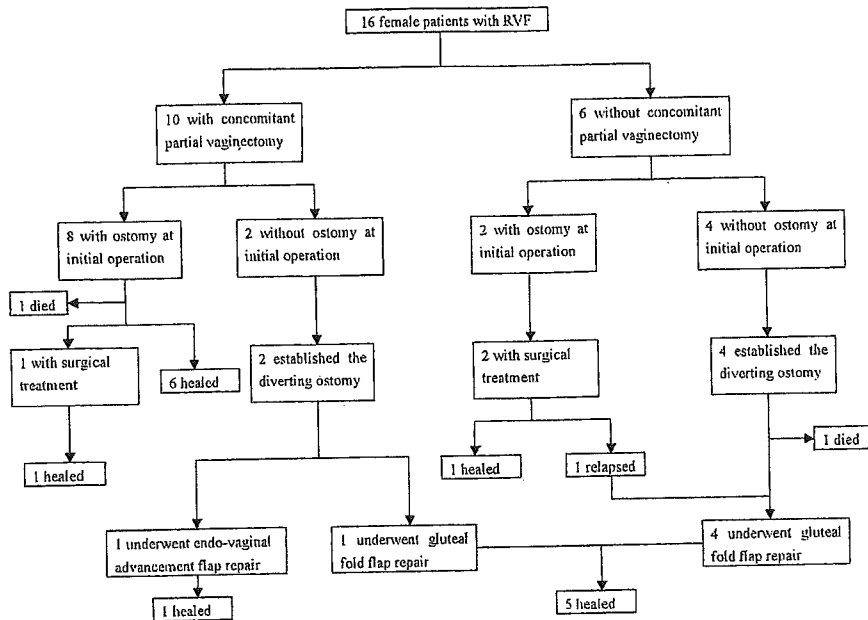 16 female patients with RVF
10 with concomitant
partial vaginectomy
6 without concomitant
partial vaginectomy
8 with ostomy at
initial operation
2 without ostomy at
initial operation
2 with ostomy at
initial operation
4 without ostomy at
initial operation
1 died
1 with surgical
treatment
6 healed
2 established the
diverting ostomy
2 with surgical
treatment
4 established the
diverting ostomy
1 died
1 healed
1 healed
1 relapsed
1 underwent endo-vaginal
advancement flap repair
1 underwent gluteal
fold flap repair
4 underwent gluteal
fold flap repair
1 healed
5 healed